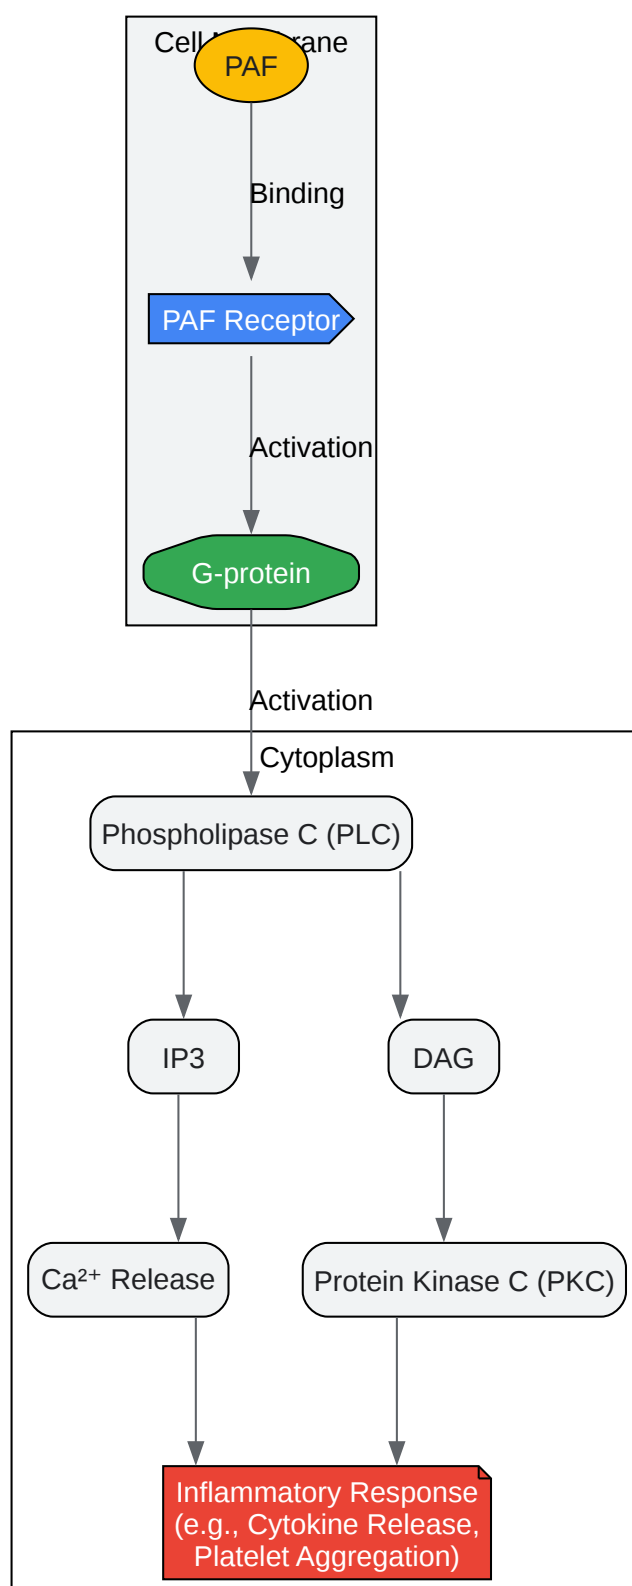 Cell Membrane
PAF
Binding
PAF Receptor
Activation
G-protein
Activation
Cytoplasm
Phospholipase C (PLC)
IP3
DAG
Ca²⁺ Release
Protein Kinase C (PKC)
Inflammatory Response
(e.g., Cytokine Release,
Platelet Aggregation)